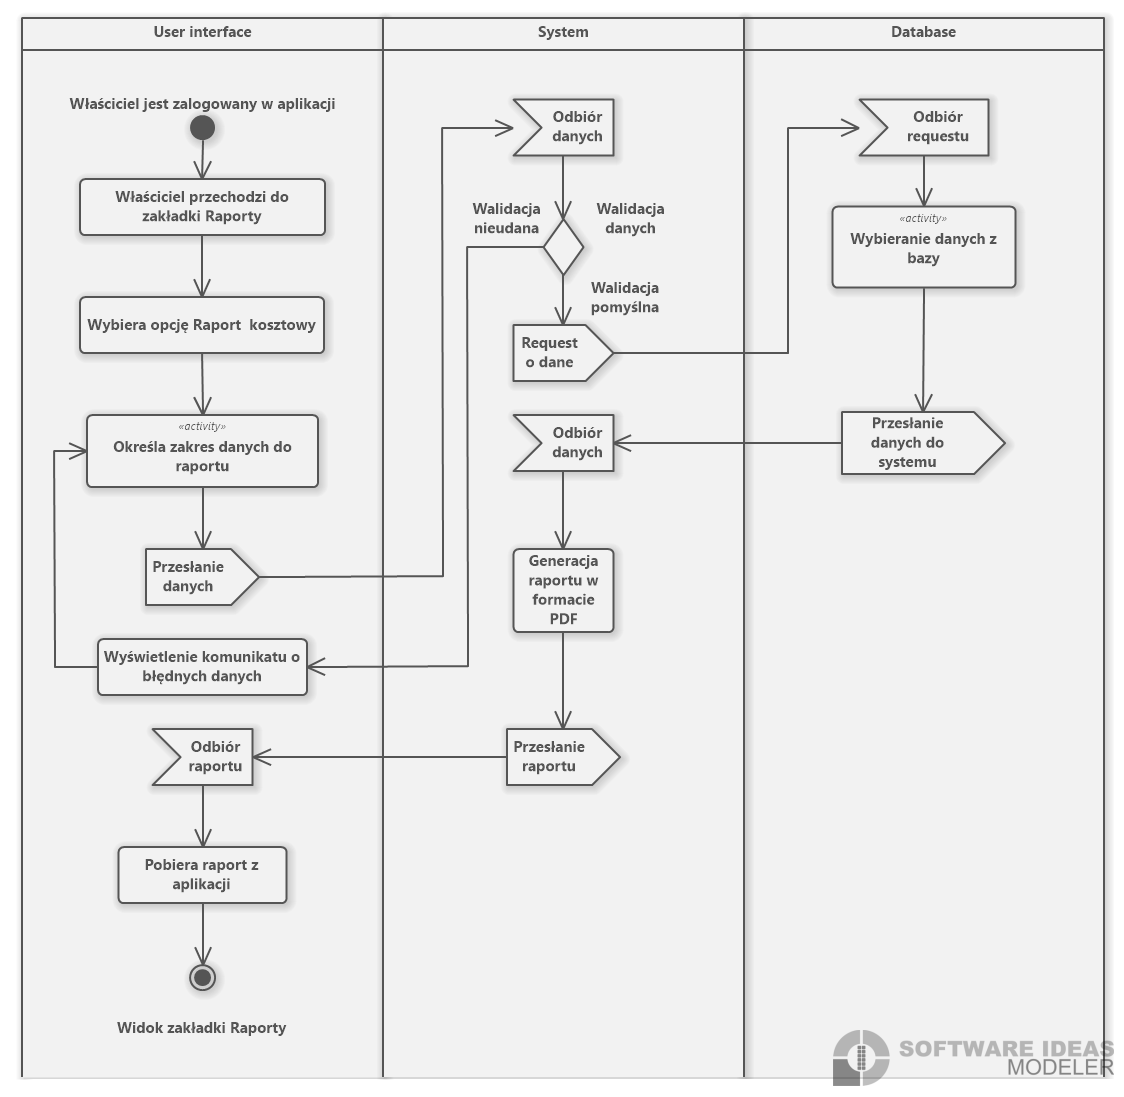 User interface
System
Database
Właściciel jest zalogowany w aplikacji
Właściciel przechodzi do
zakładki Raporty
Wybiera opcję Raport  kosztowy
«activity»
Określa zakres danych do
raportu
Przesłanie
danych
Wyświetlenie komunikatu o
błędnych danych
Odbiór
raportu
Pobiera raport z
aplikacji
Widok zakładki Raporty
Odbiór
danych
Walidacja
nieudana
Walidacja
danych
Walidacja
pomyślna
Request
o dane
Odbiór
danych
Generacja
raportu w
formacie
PDF
Przesłanie
raportu
Odbiór
requestu
«activity»
Wybieranie danych z
bazy
Przesłanie
danych do
systemu
SOFTWARE IDEAS
MODELER